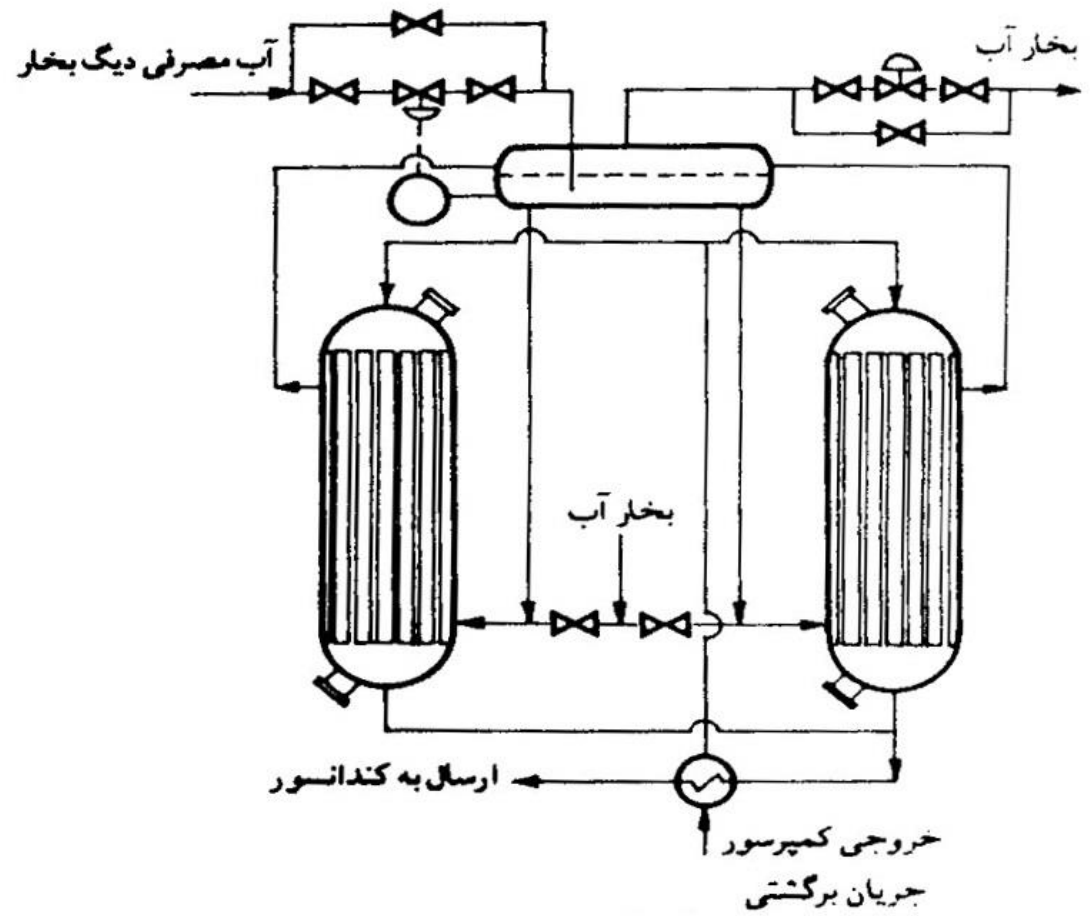 آب مصرفی دیگ بخار
بخار آب
بخار آب
ارسال به کندانسور
خروجی کمپرسور
جریان برگشتی